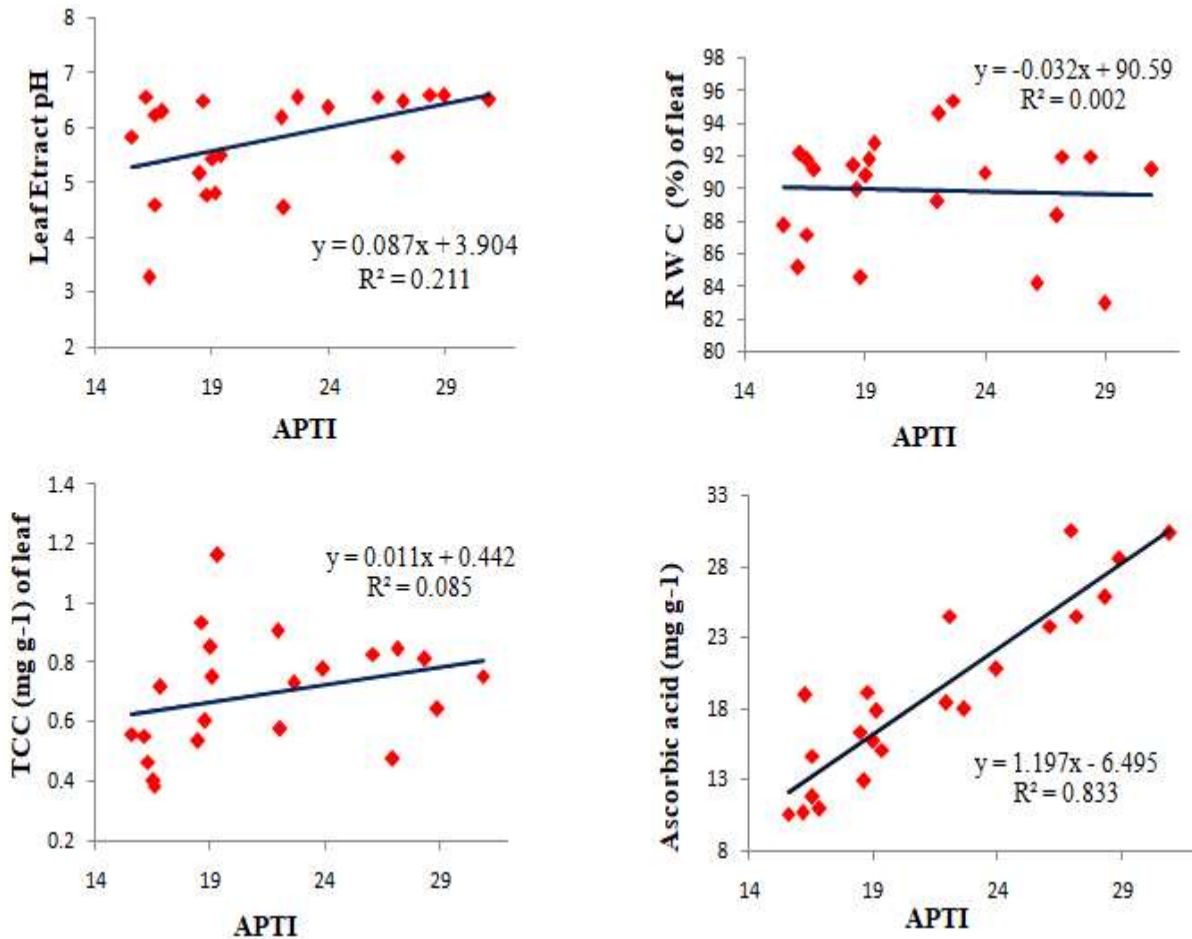 8
7
6
5
4
3
2
Leaf Etract pH
y = 0.087x + 3.904
R² = 0.211
14 19 24 29
APTI
98
96
94
92
90
88
86
84
82
80
R W C (%) of leaf
y = -0.032x + 90.59
R² = 0.002
14 19 24 29
APTI
1.4
1.2
1
0.8
0.6
0.4
0.2
TCC (mg g-1) of leaf
y = 0.011x + 0.442
R² = 0.085
14 19 24 29
APTI
33
28
23
18
13
8
Ascorbic acid (mg g-1)
y = 1.197x - 6.495
R² = 0.833
14 19 24 29
APTI